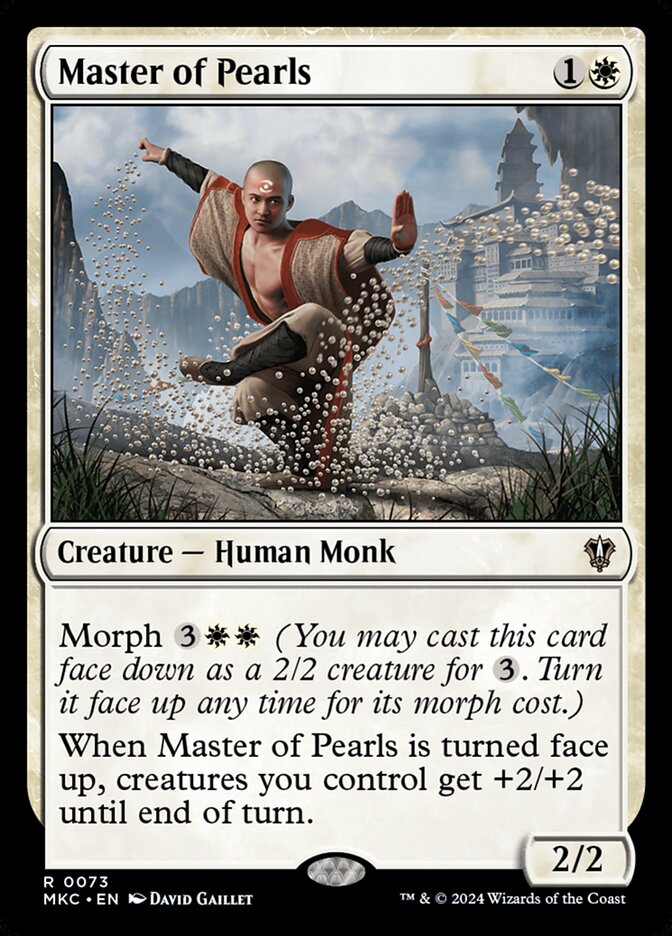 Master of Pearls 1
Creature — Human Monk
Morph 3 (You may cast this card
face down as a 2/2 creature for 3. Turn
it face up any time for its morph cost.)
When Master of Pearls is turned face
up, creatures you control get +2/+2
until end of turn.
2/2
R 0073
MKC • EN David Gaillet
™ & © 2024 Wizards of the Coast